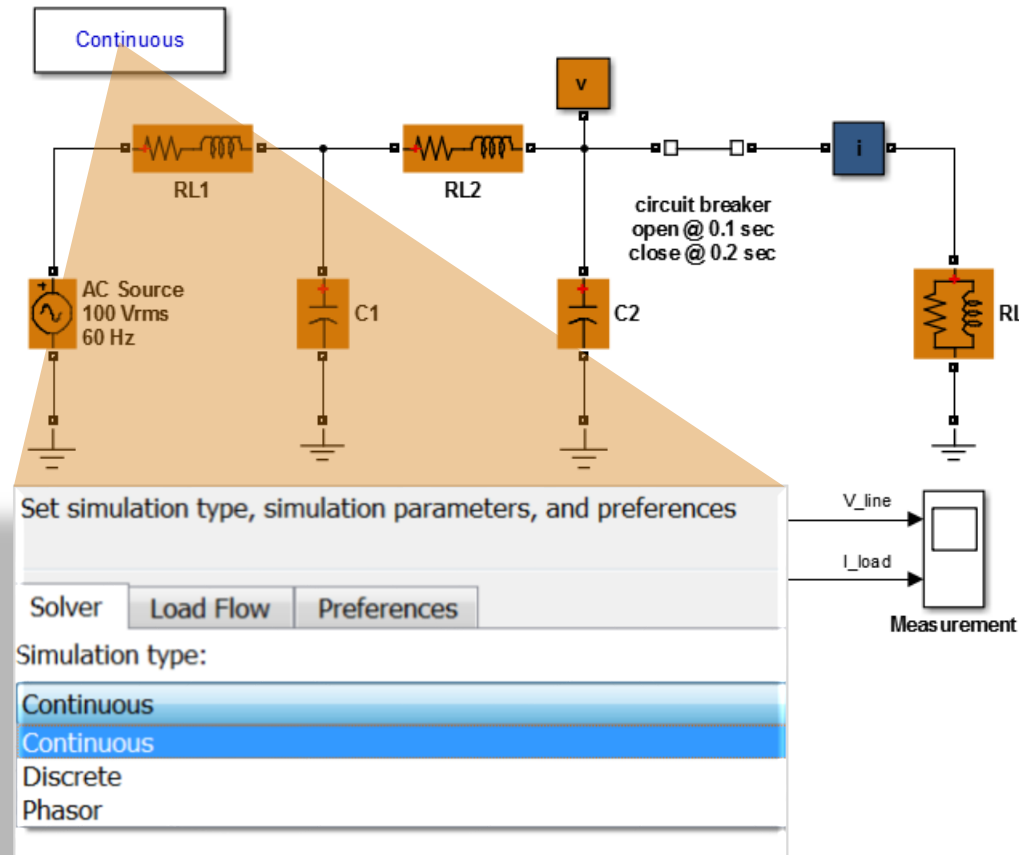 Continuous
v
i
RL1
RL2
circuit breaker
open @ 0.1 sec
close @ 0.2 sec
AC Source
100 Vrms
60 Hz
C1
C2
RL
Set simulation type, simulation parameters, and preferences
V_line
I_load
Measurement
Solver
Load Flow
Preferences
Simulation type:
Continuous
Continuous
Discrete
Phasor